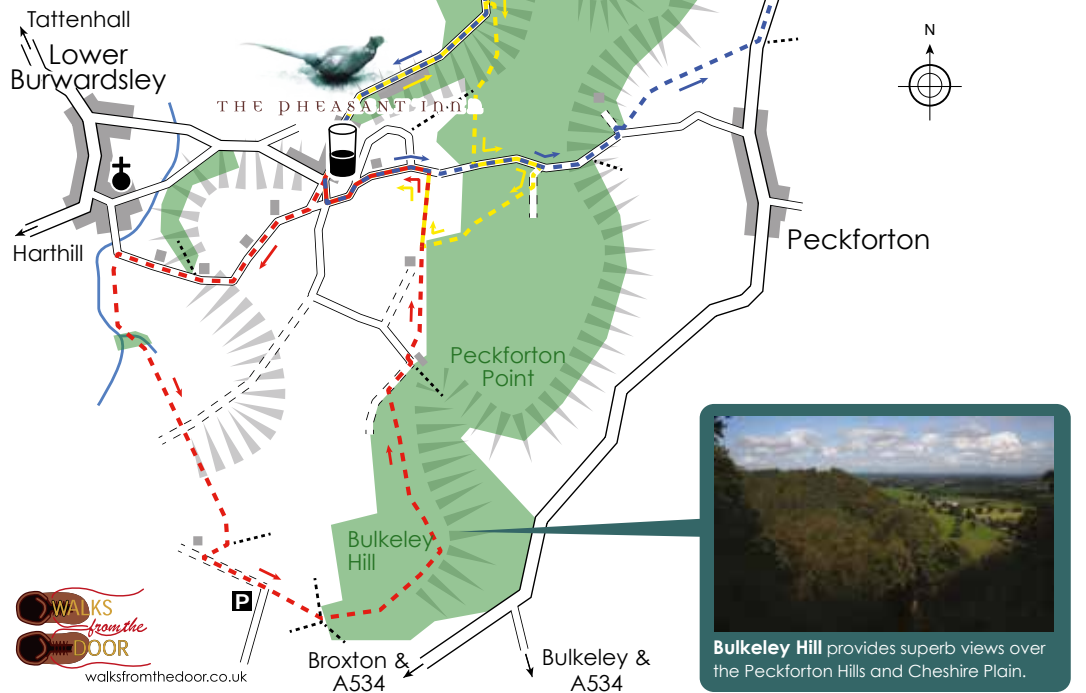 Tattenhall
Lower
Burwardsley
THE PHEASANT INN
N
Harthill
Peckforton
Peckforton
Point
Bulkeley
Hill
P
WALKS
from the
DOOR
walksfromthedoor.co.uk
Broxton &
A534
Bulkeley &
A534
Bulkeley Hill provides superb views over
the Peckforton Hills and Cheshire Plain.